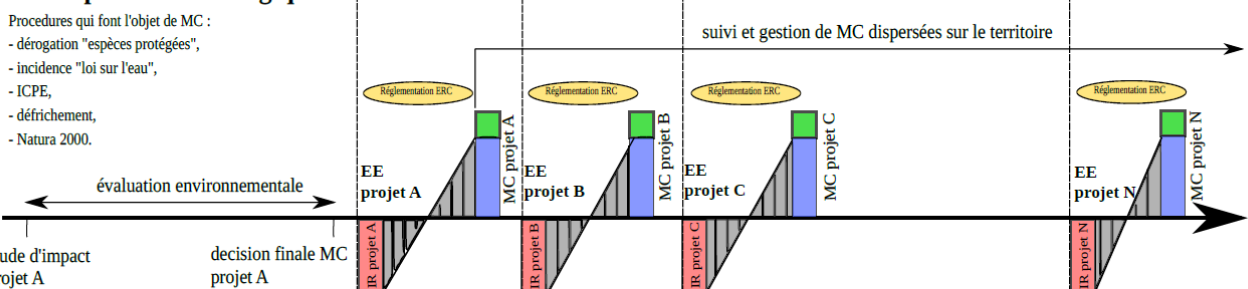 Procedures qui font l'objet de MC :
- dérogation "espèces protégées",
- incidence "loi sur l'eau",
- ICPE,
- défrichement,
- Natura 2000.
suivi et gestion de MC dispersées sur le territoire
Réglementation ERC
Réglementation ERC
Réglementation ERC
Réglementation ERC
évaluation environnementale
EE
projet A
MC projet A
EE
projet B
MC projet B
EE
projet C
MC projet C
EE
projet N
MC projet N
IR projet A
IR projet B
IR projet C
IR projet N
ude d'impact
ojet A
decision finale MC
projet A